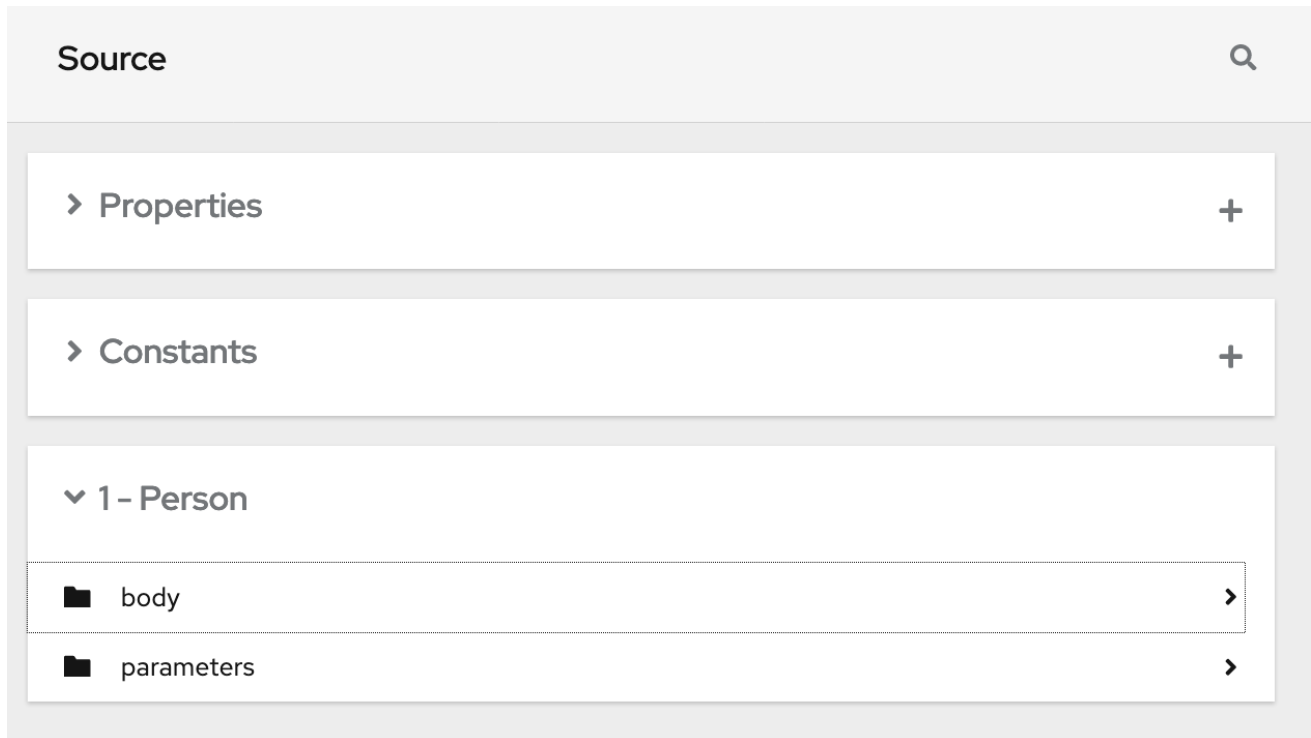 Source
Properties
Constants
1 - Person
body
parameters